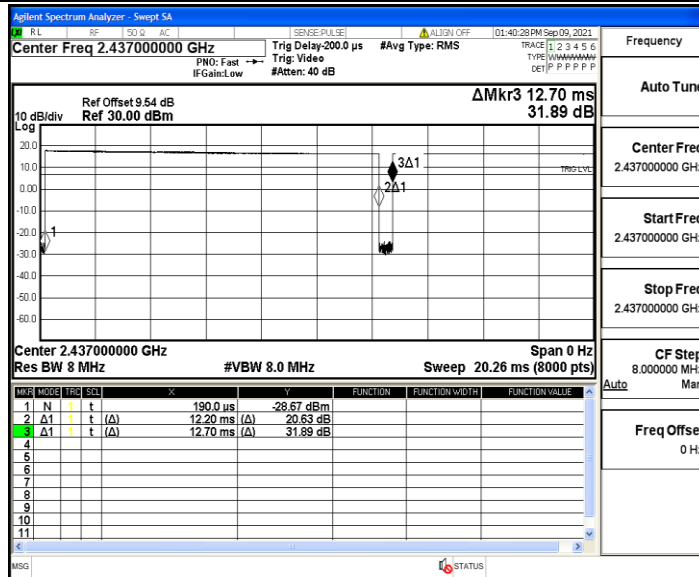 Agilent Spectrum Analyzer - Swept SA
RL RF 50 Ω AC SENSE:PULSE ALIGN OFF 01:40:28 PM Sep 09, 2021
Center Freq 2.437000000 GHz
PNO: Fast
IFGain:Low
Trig Delay-200.0 µs
Trig: Video
#Atten: 40 dB
#Avg Type: RMS
TRACE 1 2 3 4 5 6
TYPE WWWWWW
DET P P P P P P
ΔMkr3 12.70 ms
31.89 dB
Ref Offset 9.54 dB
10 dB/div Ref 30.00 dBm
Log
20.0
10.0
0.00
-10.0
-20.0
-30.0
-40.0
-50.0
-60.0
1
2Δ1
3Δ1
TRIG LVL
Center 2.437000000 GHz Span 0 Hz
Res BW 8 MHz #VBW 8.0 MHz Sweep 20.26 ms (8000 pts)
MKR MODE TRC SCL X Y FUNCTION FUNCTION WIDTH FUNCTION VALUE
1 N 1 t 190.0 µs -28.67 dBm
2 Δ1 1 t (Δ) 12.20 ms (Δ) 20.63 dB
3 Δ1 1 t (Δ) 12.70 ms (Δ) 31.89 dB
4
5
6
7
8
9
10
11
MSG STATUS
Frequency
Auto Tune
Center Freq
2.437000000 GHz
Start Freq
2.437000000 GHz
Stop Freq
2.437000000 GHz
CF Step
8.000000 MHz
Auto Man
Freq Offset
0 Hz